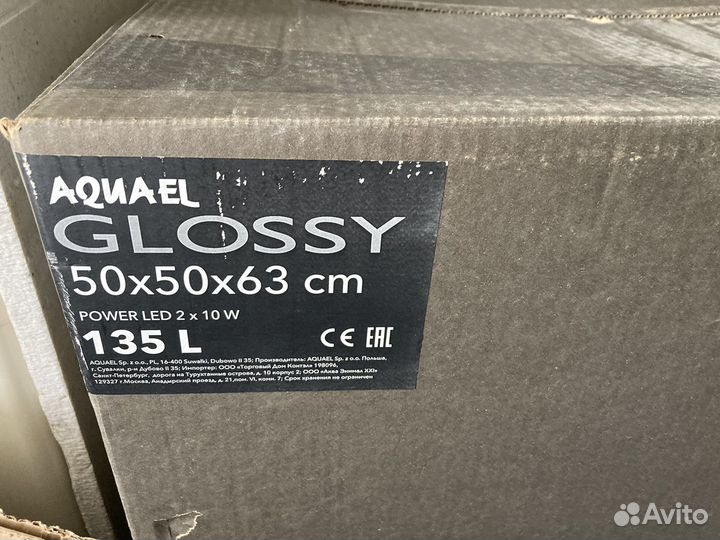 AQUAEL
GLOSSY
50x50x63 cm
POWER LED 2 x 10 W
135 L CE EAC
AQUAEL Sp. z o.o., PL, 16-400 Suwalki, Dubowo II 35; Производитель: AQUAEL Sp. z o.o. Польша,
г. Сувалки, р-н Дубово II 35; Импортер: ООО «Торговый Дом Контал» 198096,
Санкт-Петербург, дорога на Турухтанные острова, д. 10 корпус 2; ООО «Аква Энимал XXI»
129327 г.Москва, Анадырский проезд, д. 21,пом. VI, комн. 7; Срок хранения не ограничен
Avito